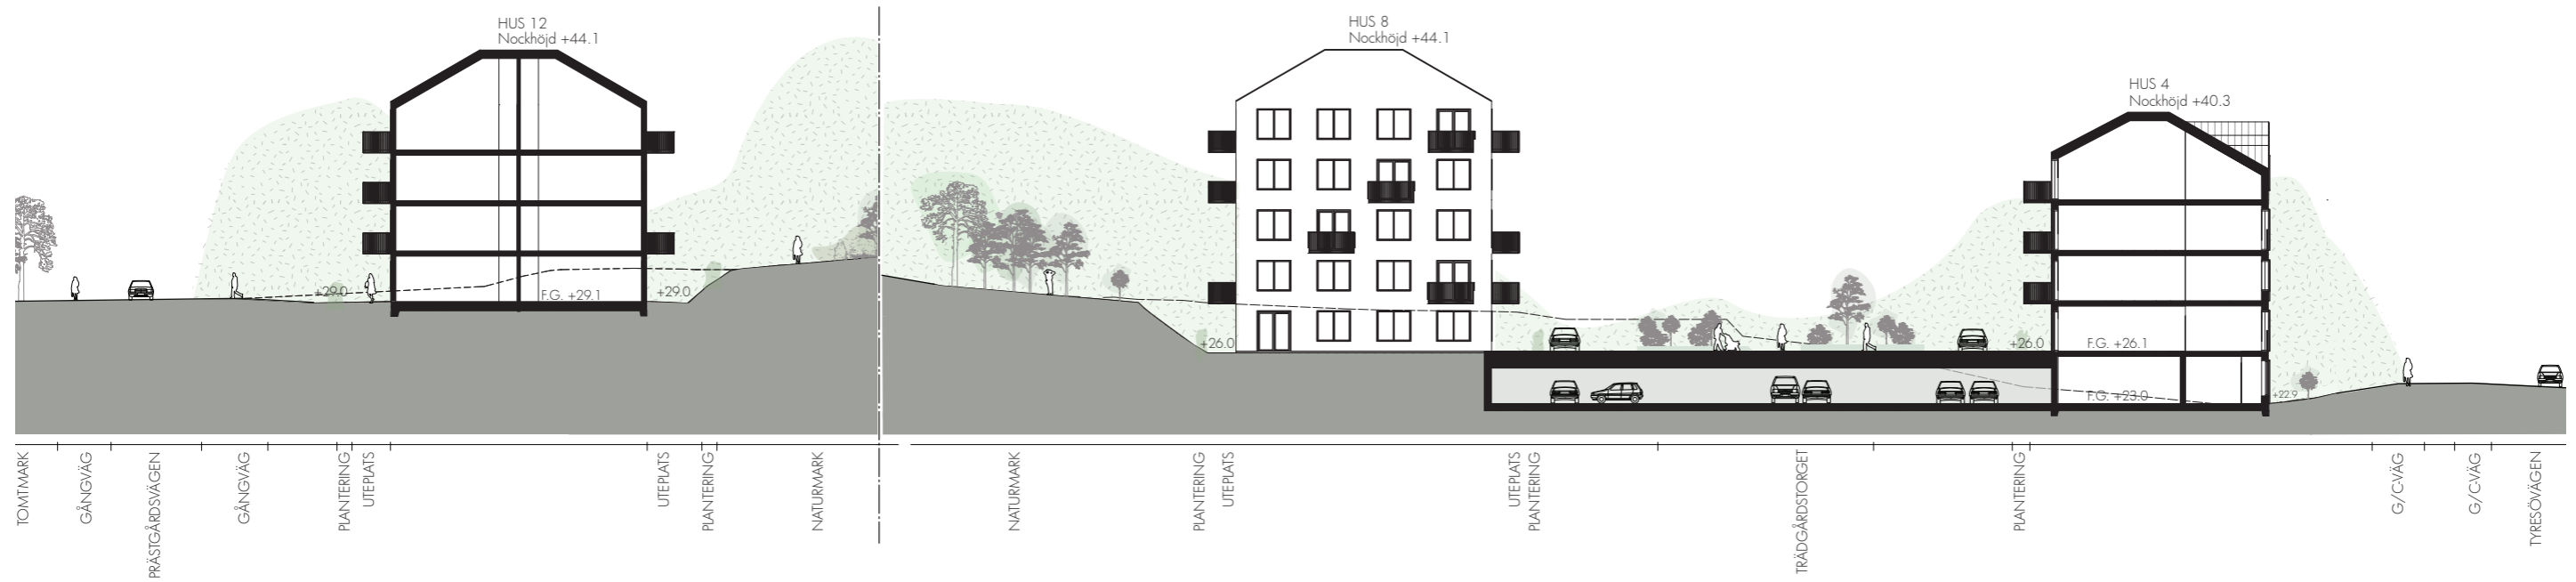 HUS 12
Nockhöjd +44.1
HUS 8
Nockhöjd +44.1
HUS 4
Nockhöjd +40.3
+29.0
F.G. +29.1
+29.0
+26.0
+26.0
F.G. +26.1
F.G. +23.0
+22.9
TOMTMARK
GÅNGVÄG
PRÄSTGÅRDSVÄGEN
GÅNGVÄG
PLANTERING
UTEPLATS
UTEPLATS
PLANTERING
NATURMARK
NATURMARK
PLANTERING
UTEPLATS
UTEPLATS
PLANTERING
TRÄDGÅRDSTORGET
PLANTERING
G/C-VÄG
G/C-VÄG
TYRESÖVÄGEN